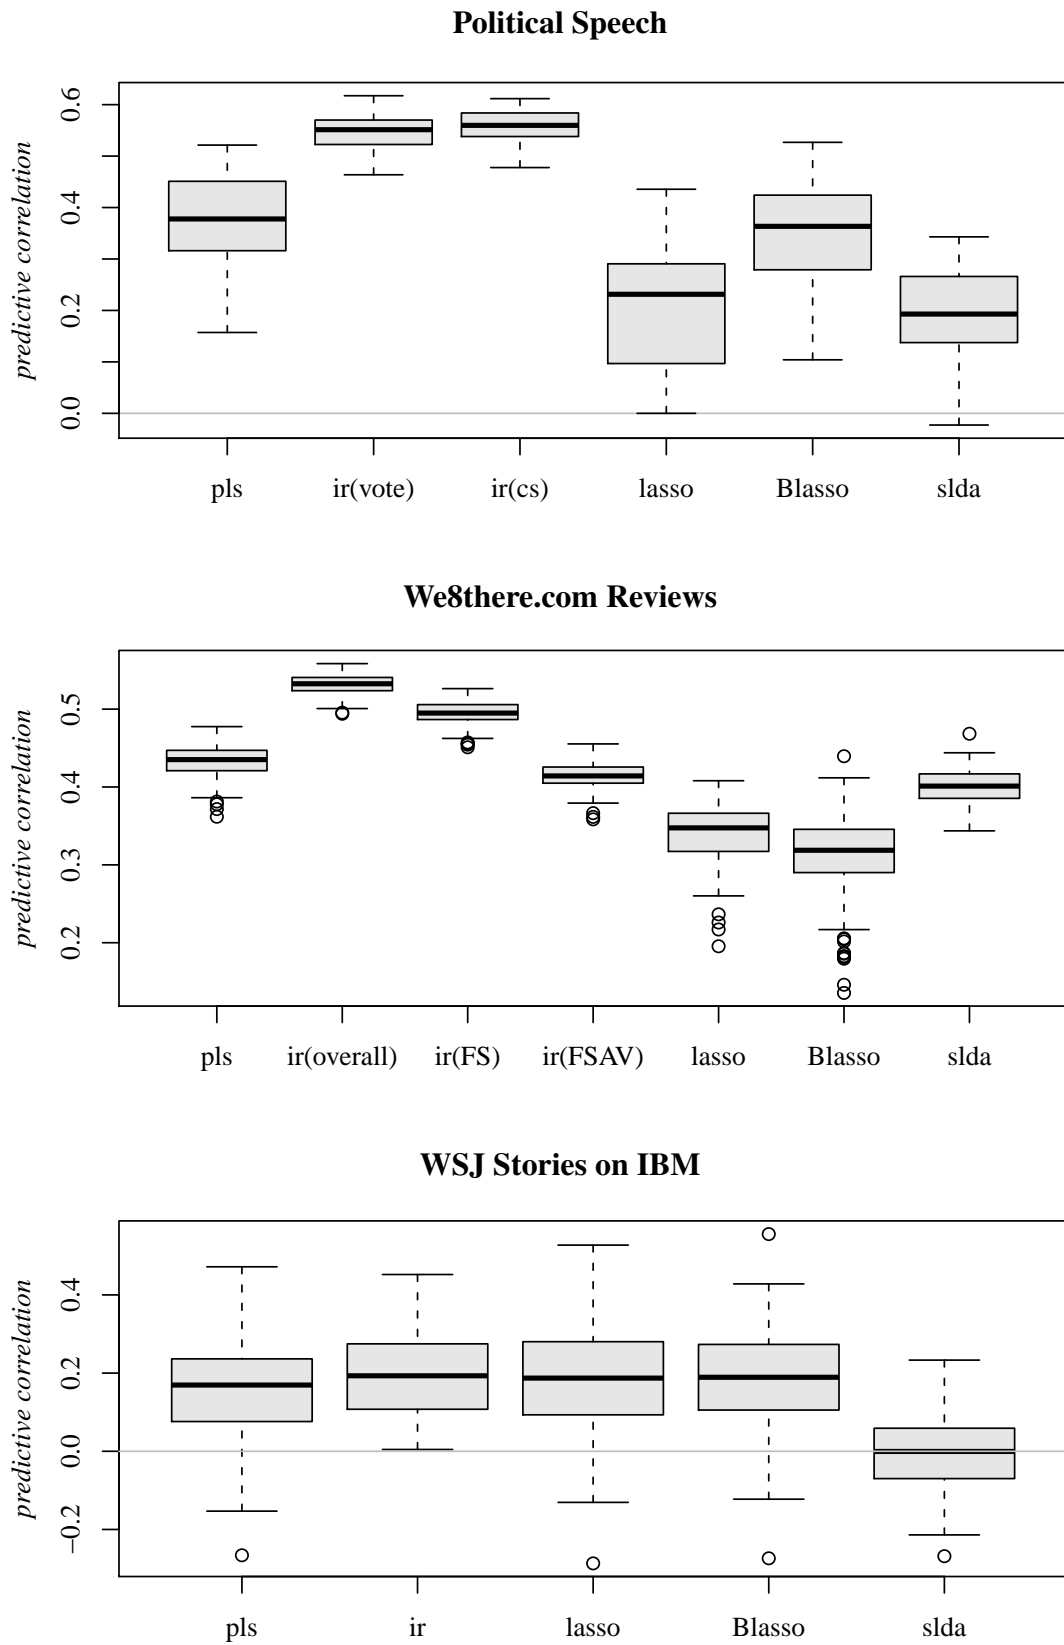 Political Speech
predictive correlation
0.6
0.4
0.2
0.0
pls ir(vote) ir(cs) lasso Blasso slda
We8there.com Reviews
predictive correlation
0.5
0.4
0.3
0.2
pls ir(overall) ir(FS) ir(FSAV) lasso Blasso slda
WSJ Stories on IBM
predictive correlation
0.4
0.2
0.0
−0.2
pls ir lasso Blasso slda